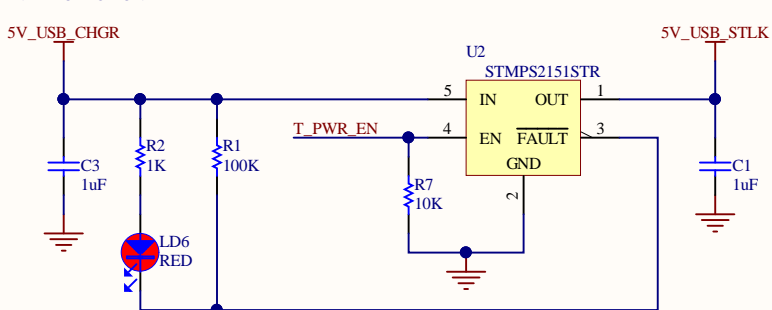 5V_USB_CHGR
5V_USB_STLK
U2
STMPS2151STR
5
IN
OUT
1
T_PWR_EN
4
EN
FAULT
3
GND
2
R2
1K
R1
100K
R7
10K
C3
1uF
C1
1uF
LD6
RED